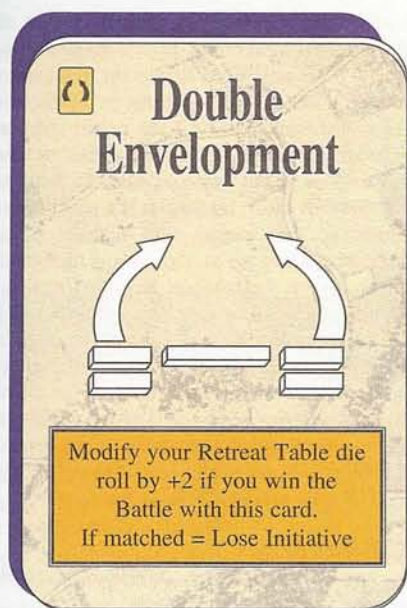 Double
Envelopment
Modify your Retreat Table die
roll by +2 if you win the
Battle with this card.
If matched = Lose Initiative